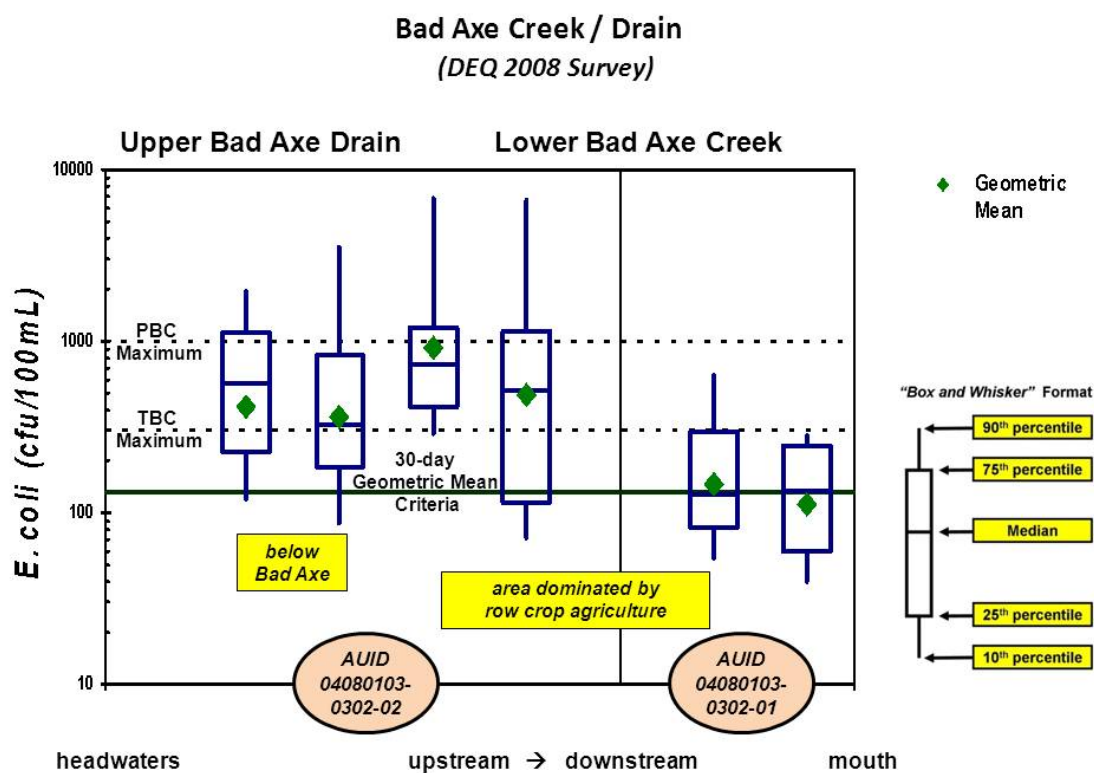 Bad Axe Creek / Drain
(DEQ 2008 Survey)
Upper Bad Axe Drain
Lower Bad Axe Creek
10000
1000
100
10
E. coli (cfu/100mL)
PBC
Maximum
TBC
Maximum
30-day
Geometric Mean
Criteria
below
Bad Axe
area dominated by
row crop agriculture
AUID
04080103-
0302-02
AUID
04080103-
0302-01
headwaters
upstream → downstream
mouth
Geometric
Mean
"Box and Whisker" Format
90th percentile
75th percentile
Median
25th percentile
10th percentile